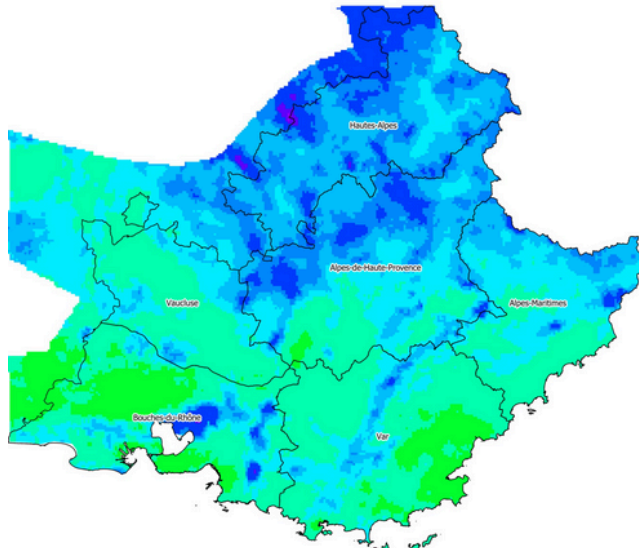 Hautes-Alpes
Alpes-de-Haute-Provence
Alpes-Maritimes
Vaucluse
Bouches-du-Rhône
Var